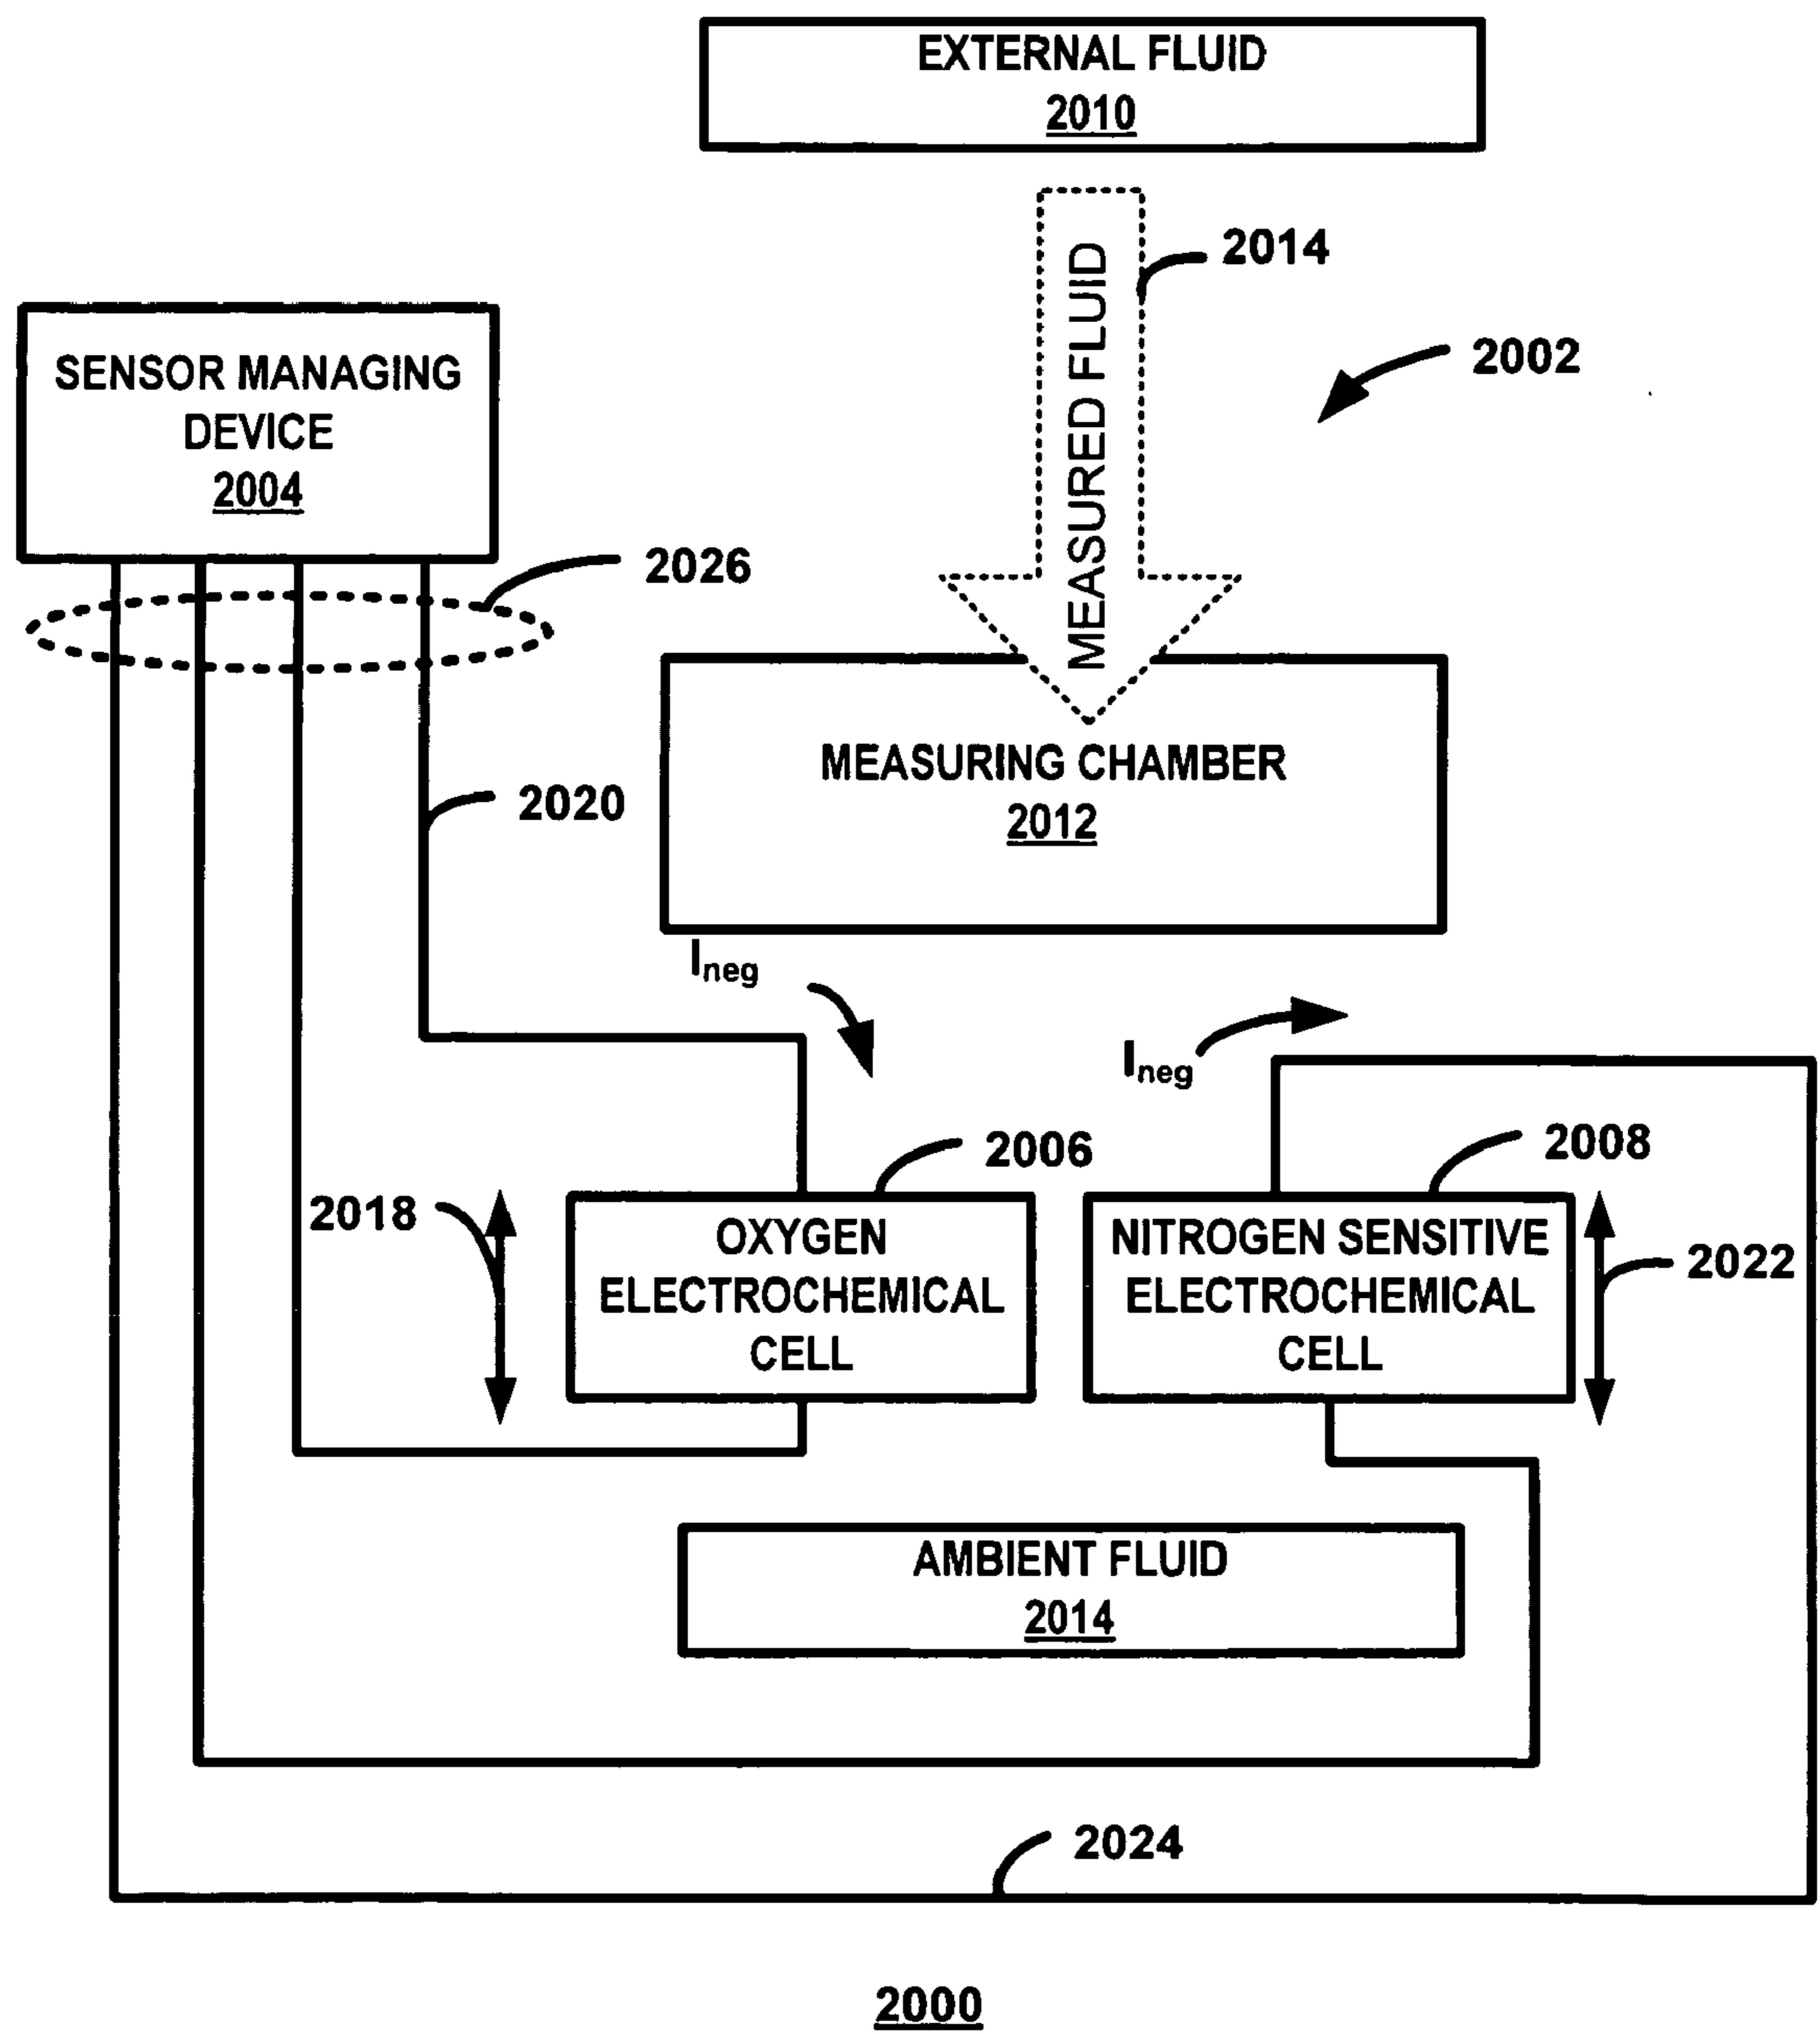 EXTERNAL FLUID
2010
MEASURED FLUID
2014
2002
SENSOR MANAGING
DEVICE
2004
2026
2020
MEASURING CHAMBER
2012
Ineg
Ineg
2006
2008
2018
OXYGEN
ELECTROCHEMICAL
CELL
NITROGEN SENSITIVE
ELECTROCHEMICAL
CELL
2022
AMBIENT FLUID
2014
2024
2000